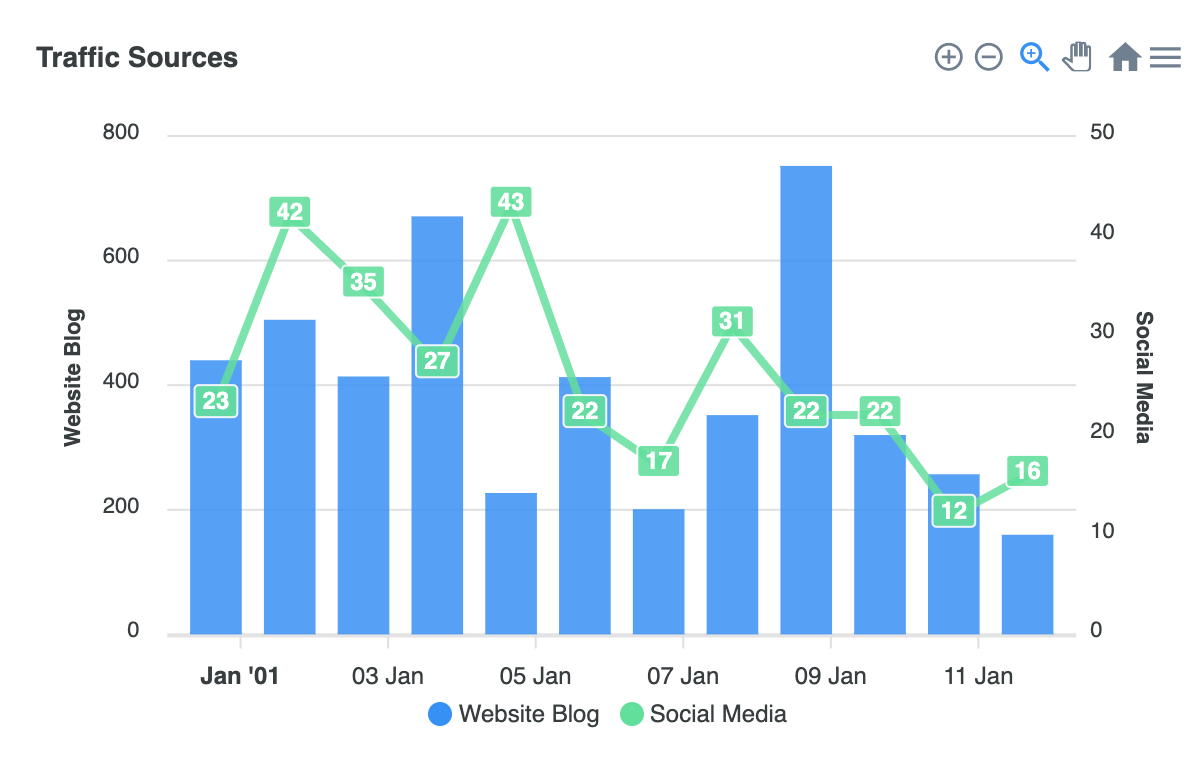 Traffic Sources
800
600
400
200
0
Website Blog
50
40
30
20
10
0
Social Media
23
42
35
27
43
22
17
31
22
22
12
16
Jan '01
03 Jan
05 Jan
07 Jan
09 Jan
11 Jan
Website Blog
Social Media